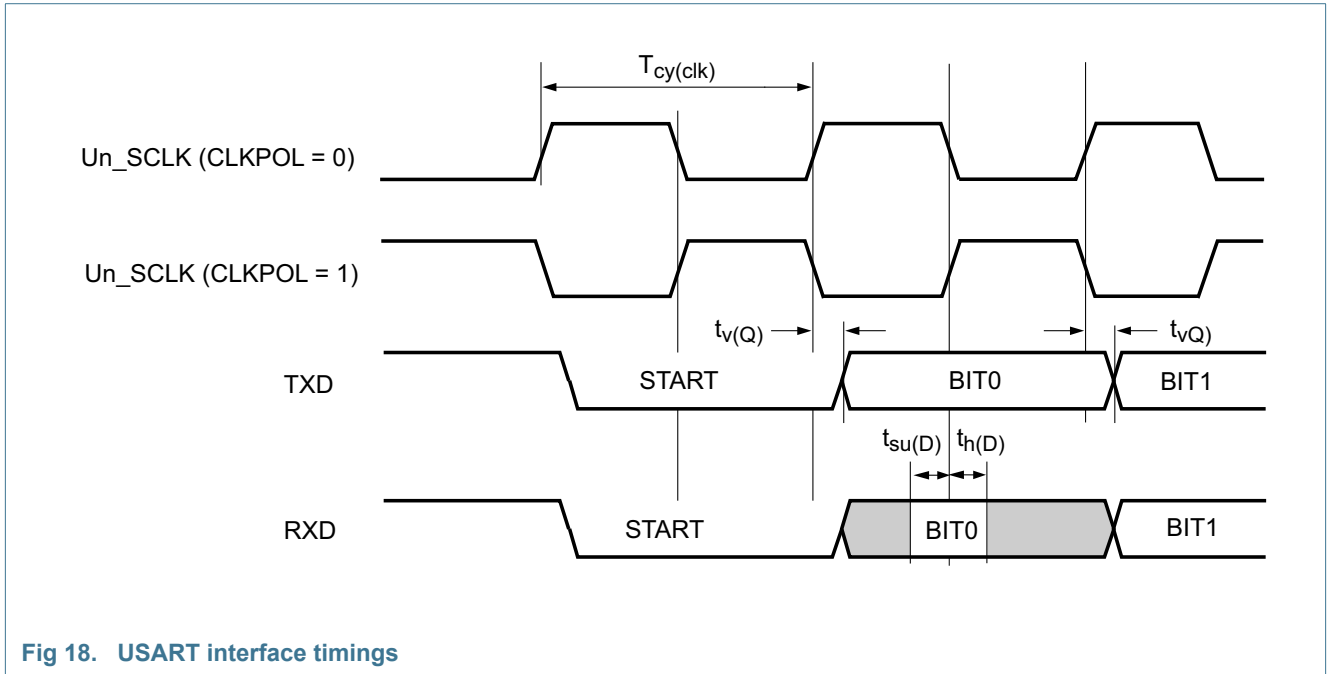 Tcy(clk)
Un_SCLK (CLKPOL = 0)
Un_SCLK (CLKPOL = 1)
tv(Q) tvQ)
TXD START BIT0 BIT1
tsu(D) th(D)
RXD START BIT0 BIT1
Fig 18. USART interface timings